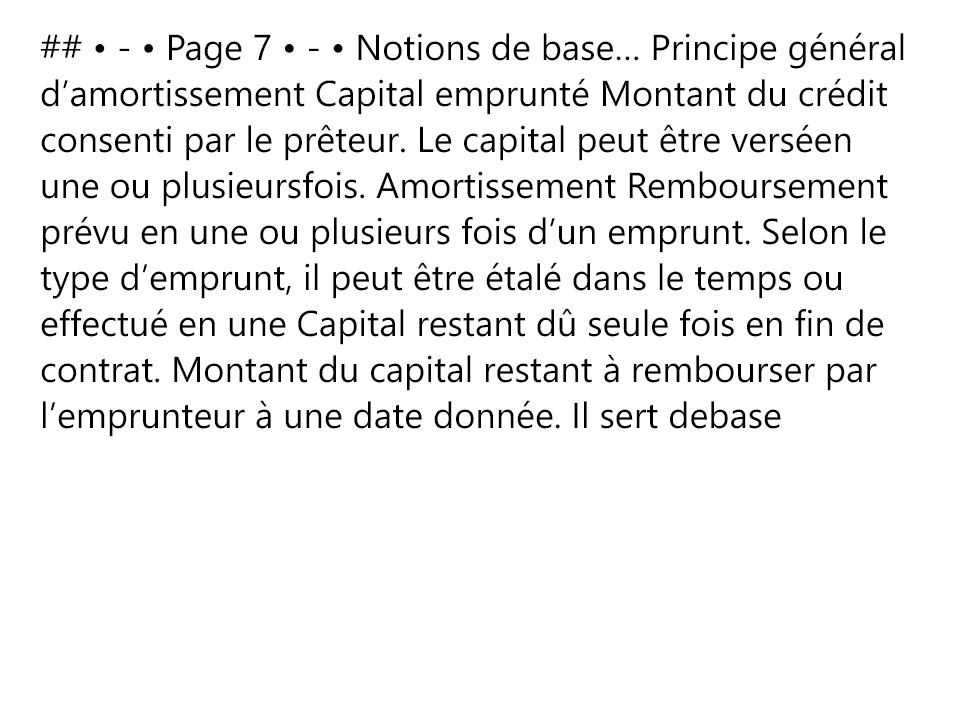 ## • - • Page 7 • - • Notions de base… Principe général
d’amortissement Capital emprunté Montant du crédit
consenti par le prêteur. Le capital peut être verséen
une ou plusieursfois. Amortissement Remboursement
prévu en une ou plusieurs fois d’un emprunt. Selon le
type d’emprunt, il peut être étalé dans le temps ou
effectué en une Capital restant dû seule fois en fin de
contrat. Montant du capital restant à rembourser par
l’emprunteur à une date donnée. Il sert debase